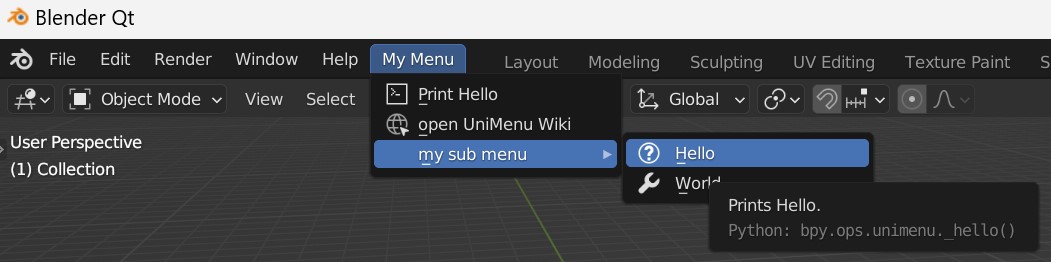 Blender Qt
File Edit Render Window Help My Menu Layout Modeling Sculpting UV Editing Texture Paint S
Object Mode View Select Global
Print Hello
open UniMenu Wiki
my sub menu
User Perspective
(1) Collection
Hello
World
Prints Hello.
Python: bpy.ops.unimenu._hello()